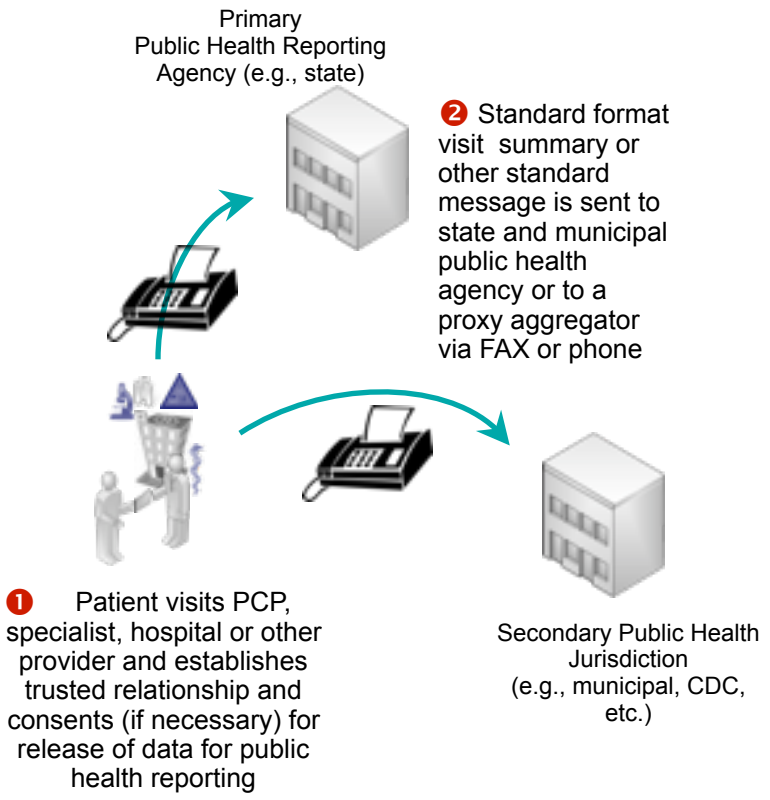 Primary
Public Health Reporting
Agency (e.g., state)
❷ Standard format
visit summary or
other standard
message is sent to
state and municipal
public health
agency or to a
proxy aggregator
via FAX or phone
❶ Patient visits PCP,
specialist, hospital or other
provider and establishes
trusted relationship and
consents (if necessary) for
release of data for public
health reporting
Secondary Public Health
Jurisdiction
(e.g., municipal, CDC,
etc.)